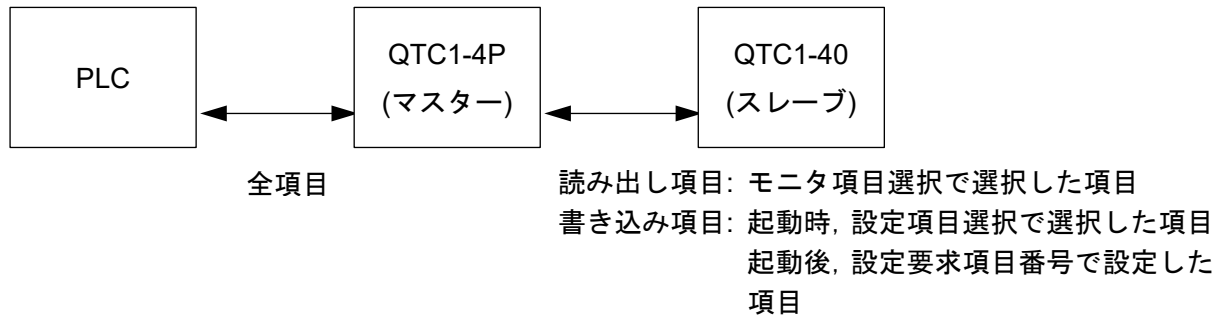 PLC
QTC1-4P
(マスター)
QTC1-40
(スレーブ)
全項目
読み出し項目: モニタ項目選択で選択した項目
書き込み項目: 起動時, 設定項目選択で選択した項目
起動後, 設定要求項目番号で設定した
項目